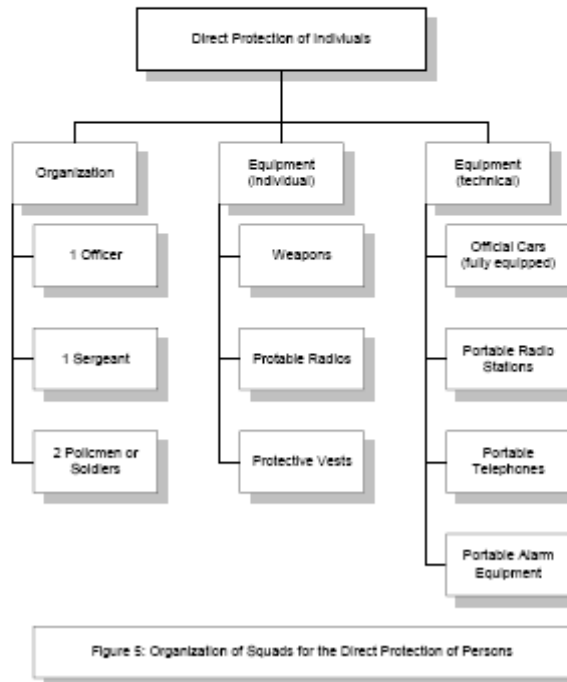 Direct Protection of Indiviuals
Organization
1 Officer
1 Sergeant
2 Policmen or
Soldiers
Equipment
(individual)
Weapons
Protable Radios
Protective Vests
Equipment
(technical)
Official Cars
(fully equipped)
Portable Radio
Stations
Portable
Telephones
Portable Alarm
Equipment
Figure 5: Organization of Squads for the Direct Protection of Persons